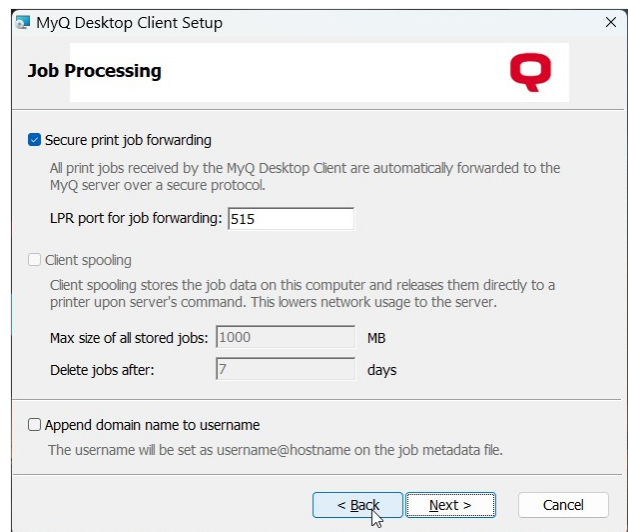 MyQ Desktop Client Setup
Job Processing
Secure print job forwarding
All print jobs received by the MyQ Desktop Client are automatically forwarded to the
MyQ server over a secure protocol.
LPR port for job forwarding: 515
Client spooling
Client spooling stores the job data on this computer and releases them directly to a
printer upon server's command. This lowers network usage to the server.
Max size of all stored jobs: 1000 MB
Delete jobs after: 7 days
Append domain name to username
The username will be set as username@hostname on the job metadata file.
< Back Next > Cancel